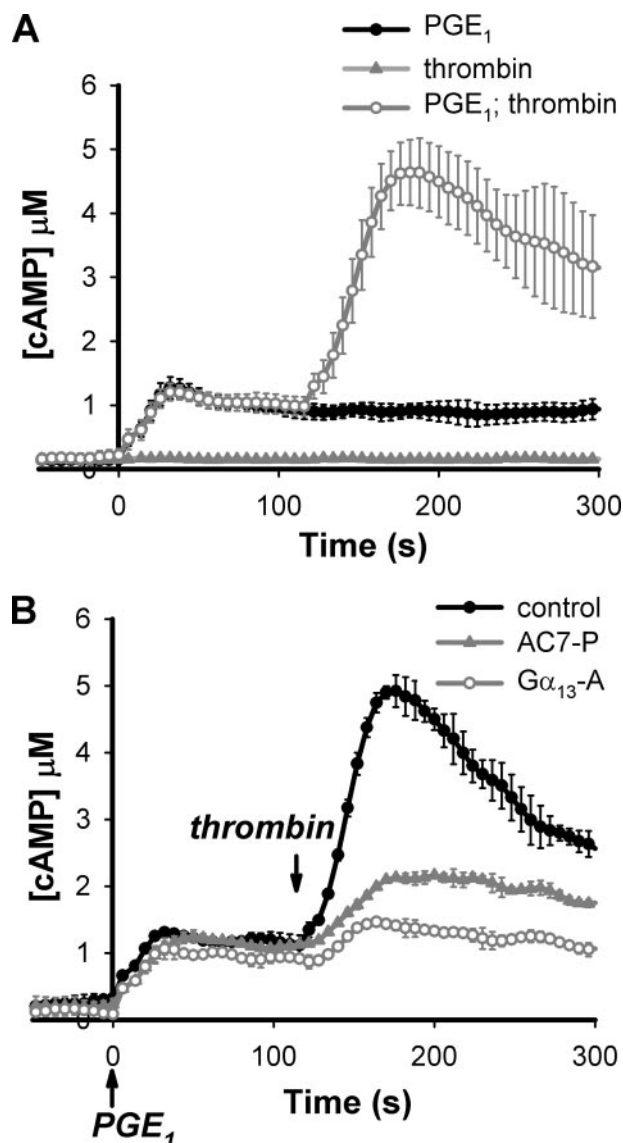 A
PGE₁
thrombin
PGE₁; thrombin
6
5
4
3
2
1
0
[cAMP] μM
0 100 200 300
Time (s)
B
control
AC7-P
Gα₁₃-A
6
5
4
3
2
1
0
[cAMP] μM
thrombin
0 100 200 300
PGE₁
Time (s)